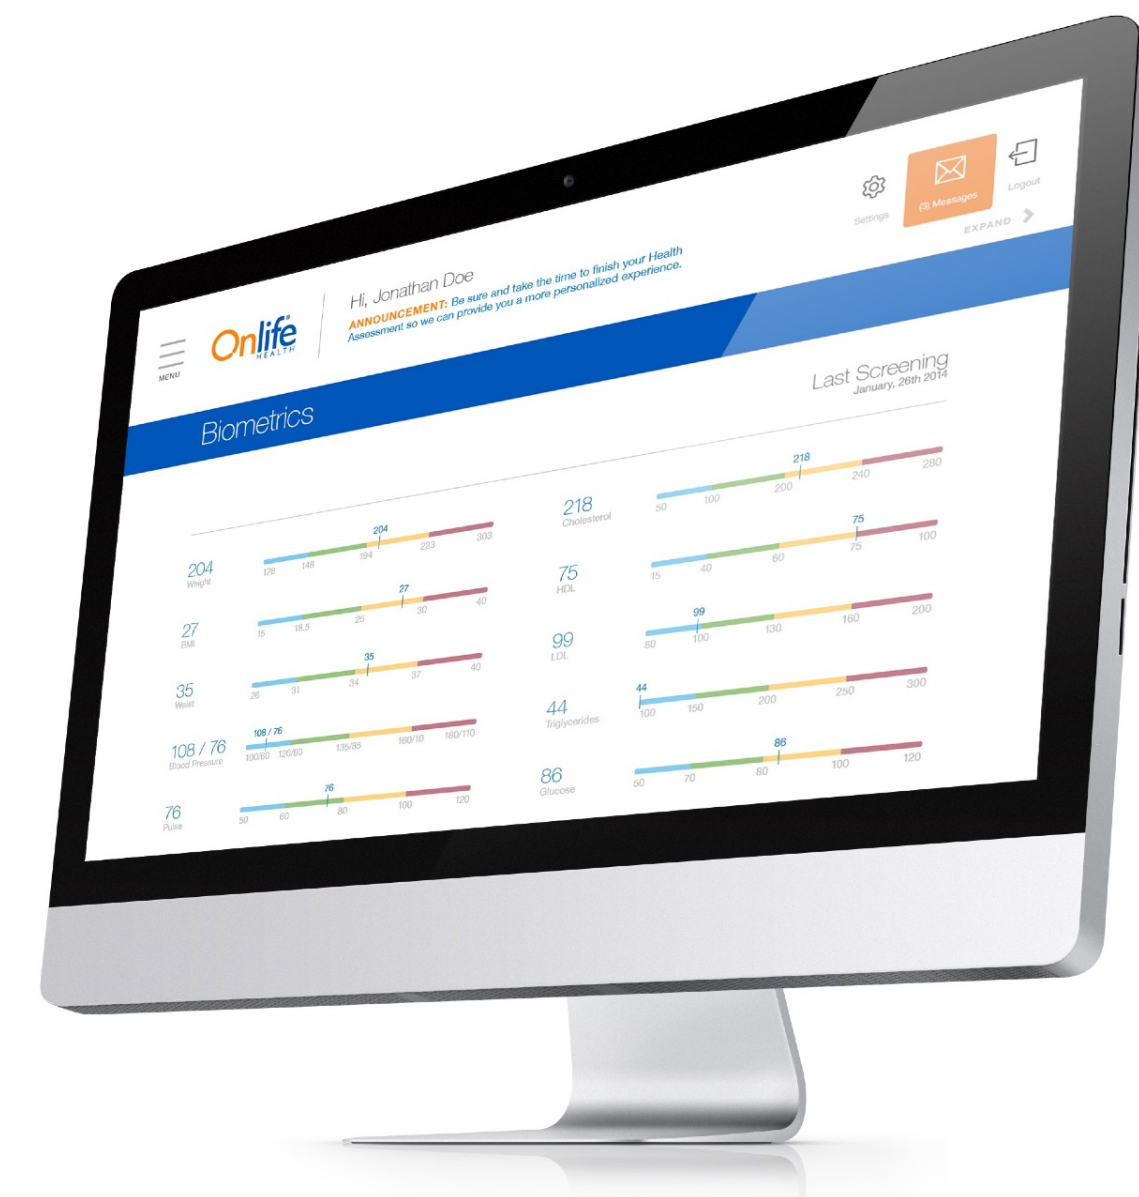 Settings
(3) Messages
Logout
EXPAND
MENU
Onlife
HEALTH
Hi, Jonathan Doe
ANNOUNCEMENT: Be sure and take the time to finish your Health
Assessment so we can provide you a more personalized experience.
Biometrics
Last Screening
January, 26th 2014
204
Weight
204
126 148 194 223 303
27
BMI
27
15 18.5 25 30 40
35
Waist
35
26 31 34 37 40
108 / 76
Blood Pressure
108 / 76
100/60 120/80 135/85 160/10 180/110
76
Pulse
76
50 60 80 100 120
218
Cholesterol
218
50 100 200 240 280
75
HDL
75
15 40 60 75 100
99
LDL
99
80 100 130 160 200
44
Triglycerides
44
100 150 200 250 300
86
Glucose
86
50 70 80 100 120